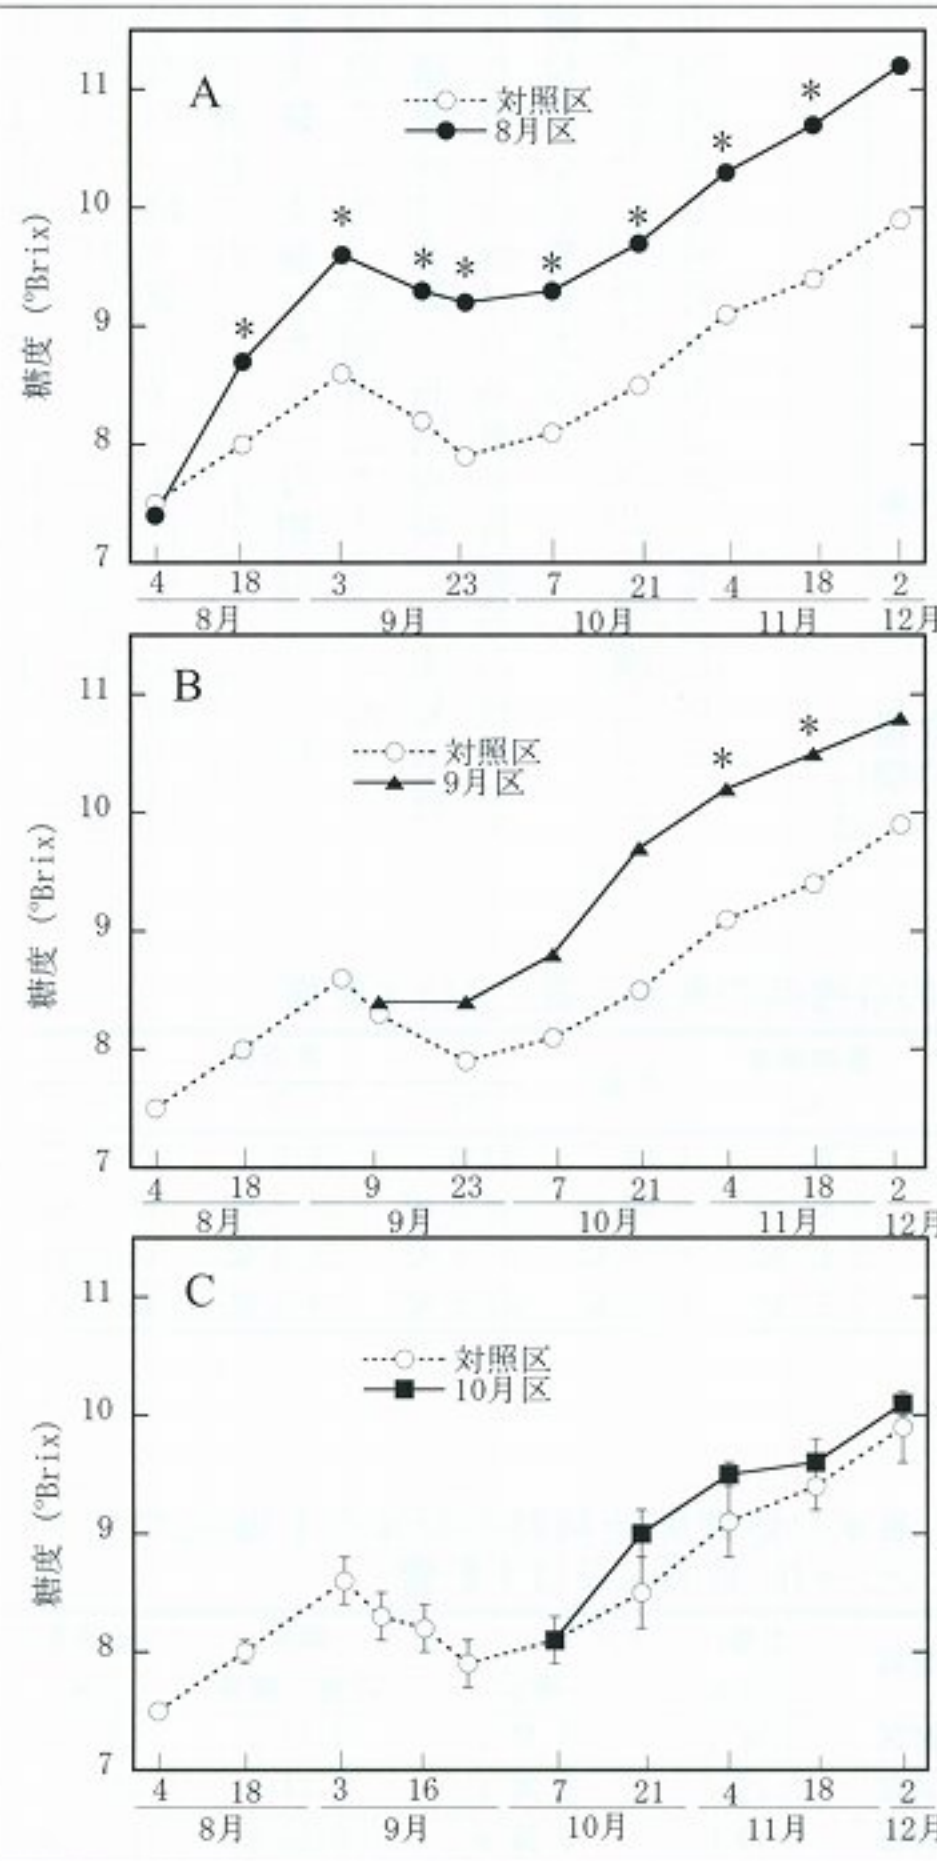 A
対照区
8月区
* * * * * * * *
11
10
9
8
7
糖度 (°Brix)
4 18 3 23 7 21 4 18 2
8月 9月 10月 11月 12月
B
対照区
9月区
* *
11
10
9
8
7
糖度 (°Brix)
4 18 9 23 7 21 4 18 2
8月 9月 10月 11月 12月
C
対照区
10月区
11
10
9
8
7
糖度 (°Brix)
4 18 3 16 7 21 4 18 2
8月 9月 10月 11月 12月